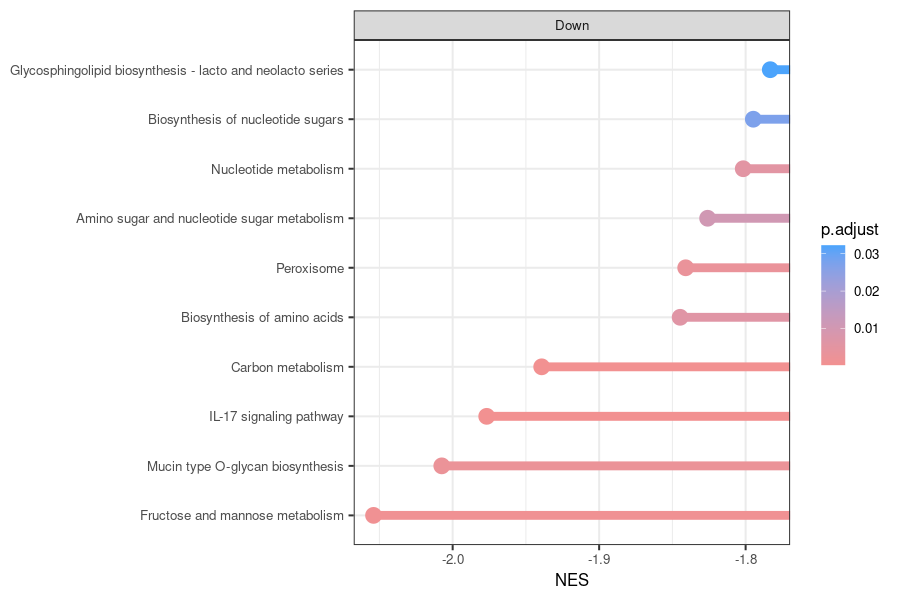 Down
Glycosphingolipid biosynthesis - lacto and neolacto series
Biosynthesis of nucleotide sugars
Nucleotide metabolism
Amino sugar and nucleotide sugar metabolism
Peroxisome
Biosynthesis of amino acids
Carbon metabolism
IL-17 signaling pathway
Mucin type O-glycan biosynthesis
Fructose and mannose metabolism
-2.0 -1.9 -1.8
NES
p.adjust
0.03
0.02
0.01